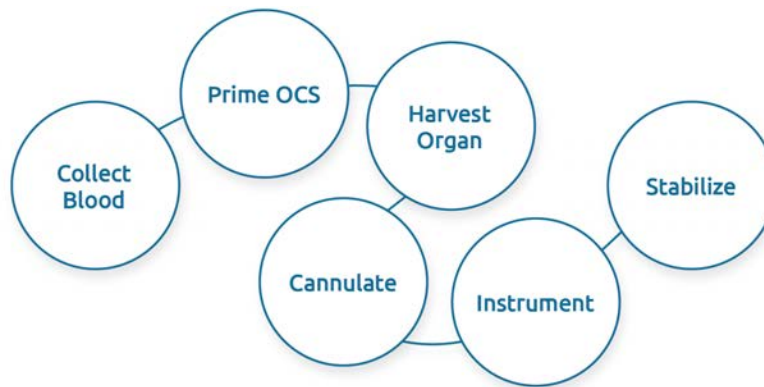 Collect
Blood
Prime OCS
Harvest
Organ
Cannulate
Instrument
Stabilize